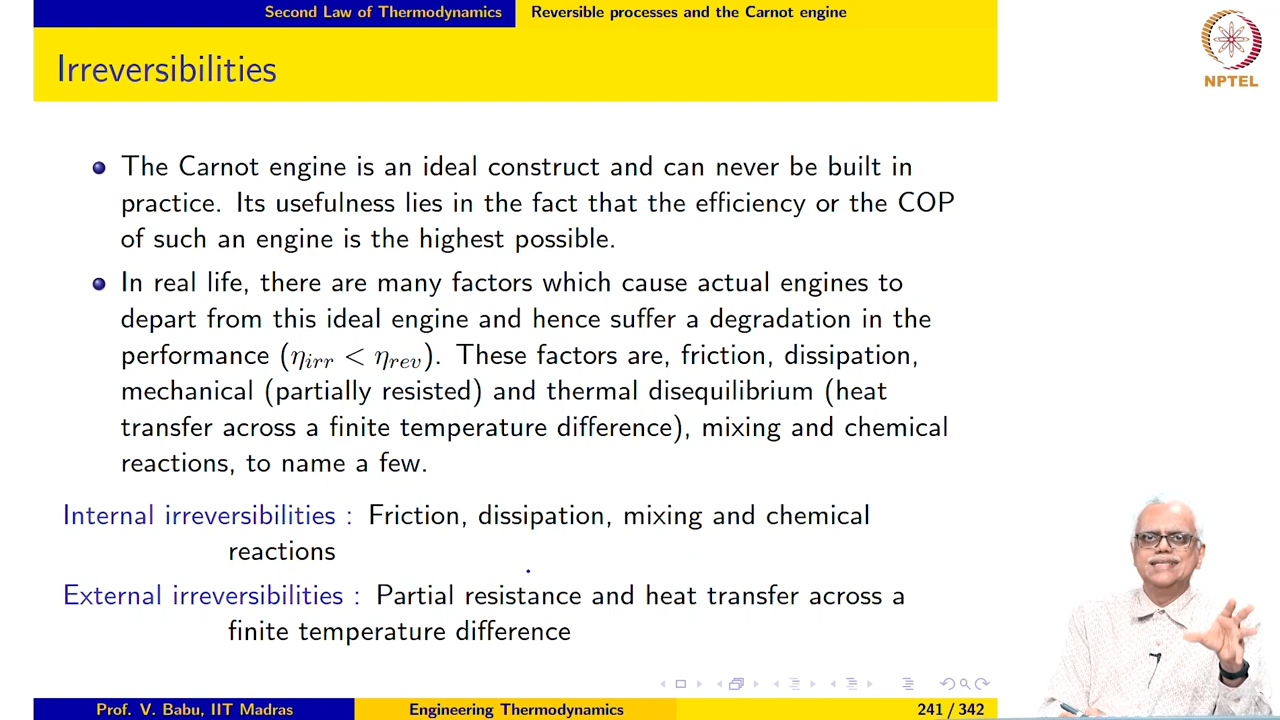 Second Law of Thermodynamics Reversible processes and the Carnot engine
NPTEL
Irreversibilities
The Carnot engine is an ideal construct and can never be built in
practice. Its usefulness lies in the fact that the efficiency or the COP
of such an engine is the highest possible.
In real life, there are many factors which cause actual engines to
depart from this ideal engine and hence suffer a degradation in the
performance (η_irr < η_rev). These factors are, friction, dissipation,
mechanical (partially resisted) and thermal disequilibrium (heat
transfer across a finite temperature difference), mixing and chemical
reactions, to name a few.
Internal irreversibilities : Friction, dissipation, mixing and chemical
reactions
External irreversibilities : Partial resistance and heat transfer across a
finite temperature difference
Prof. V. Babu, IIT Madras Engineering Thermodynamics 241 / 342